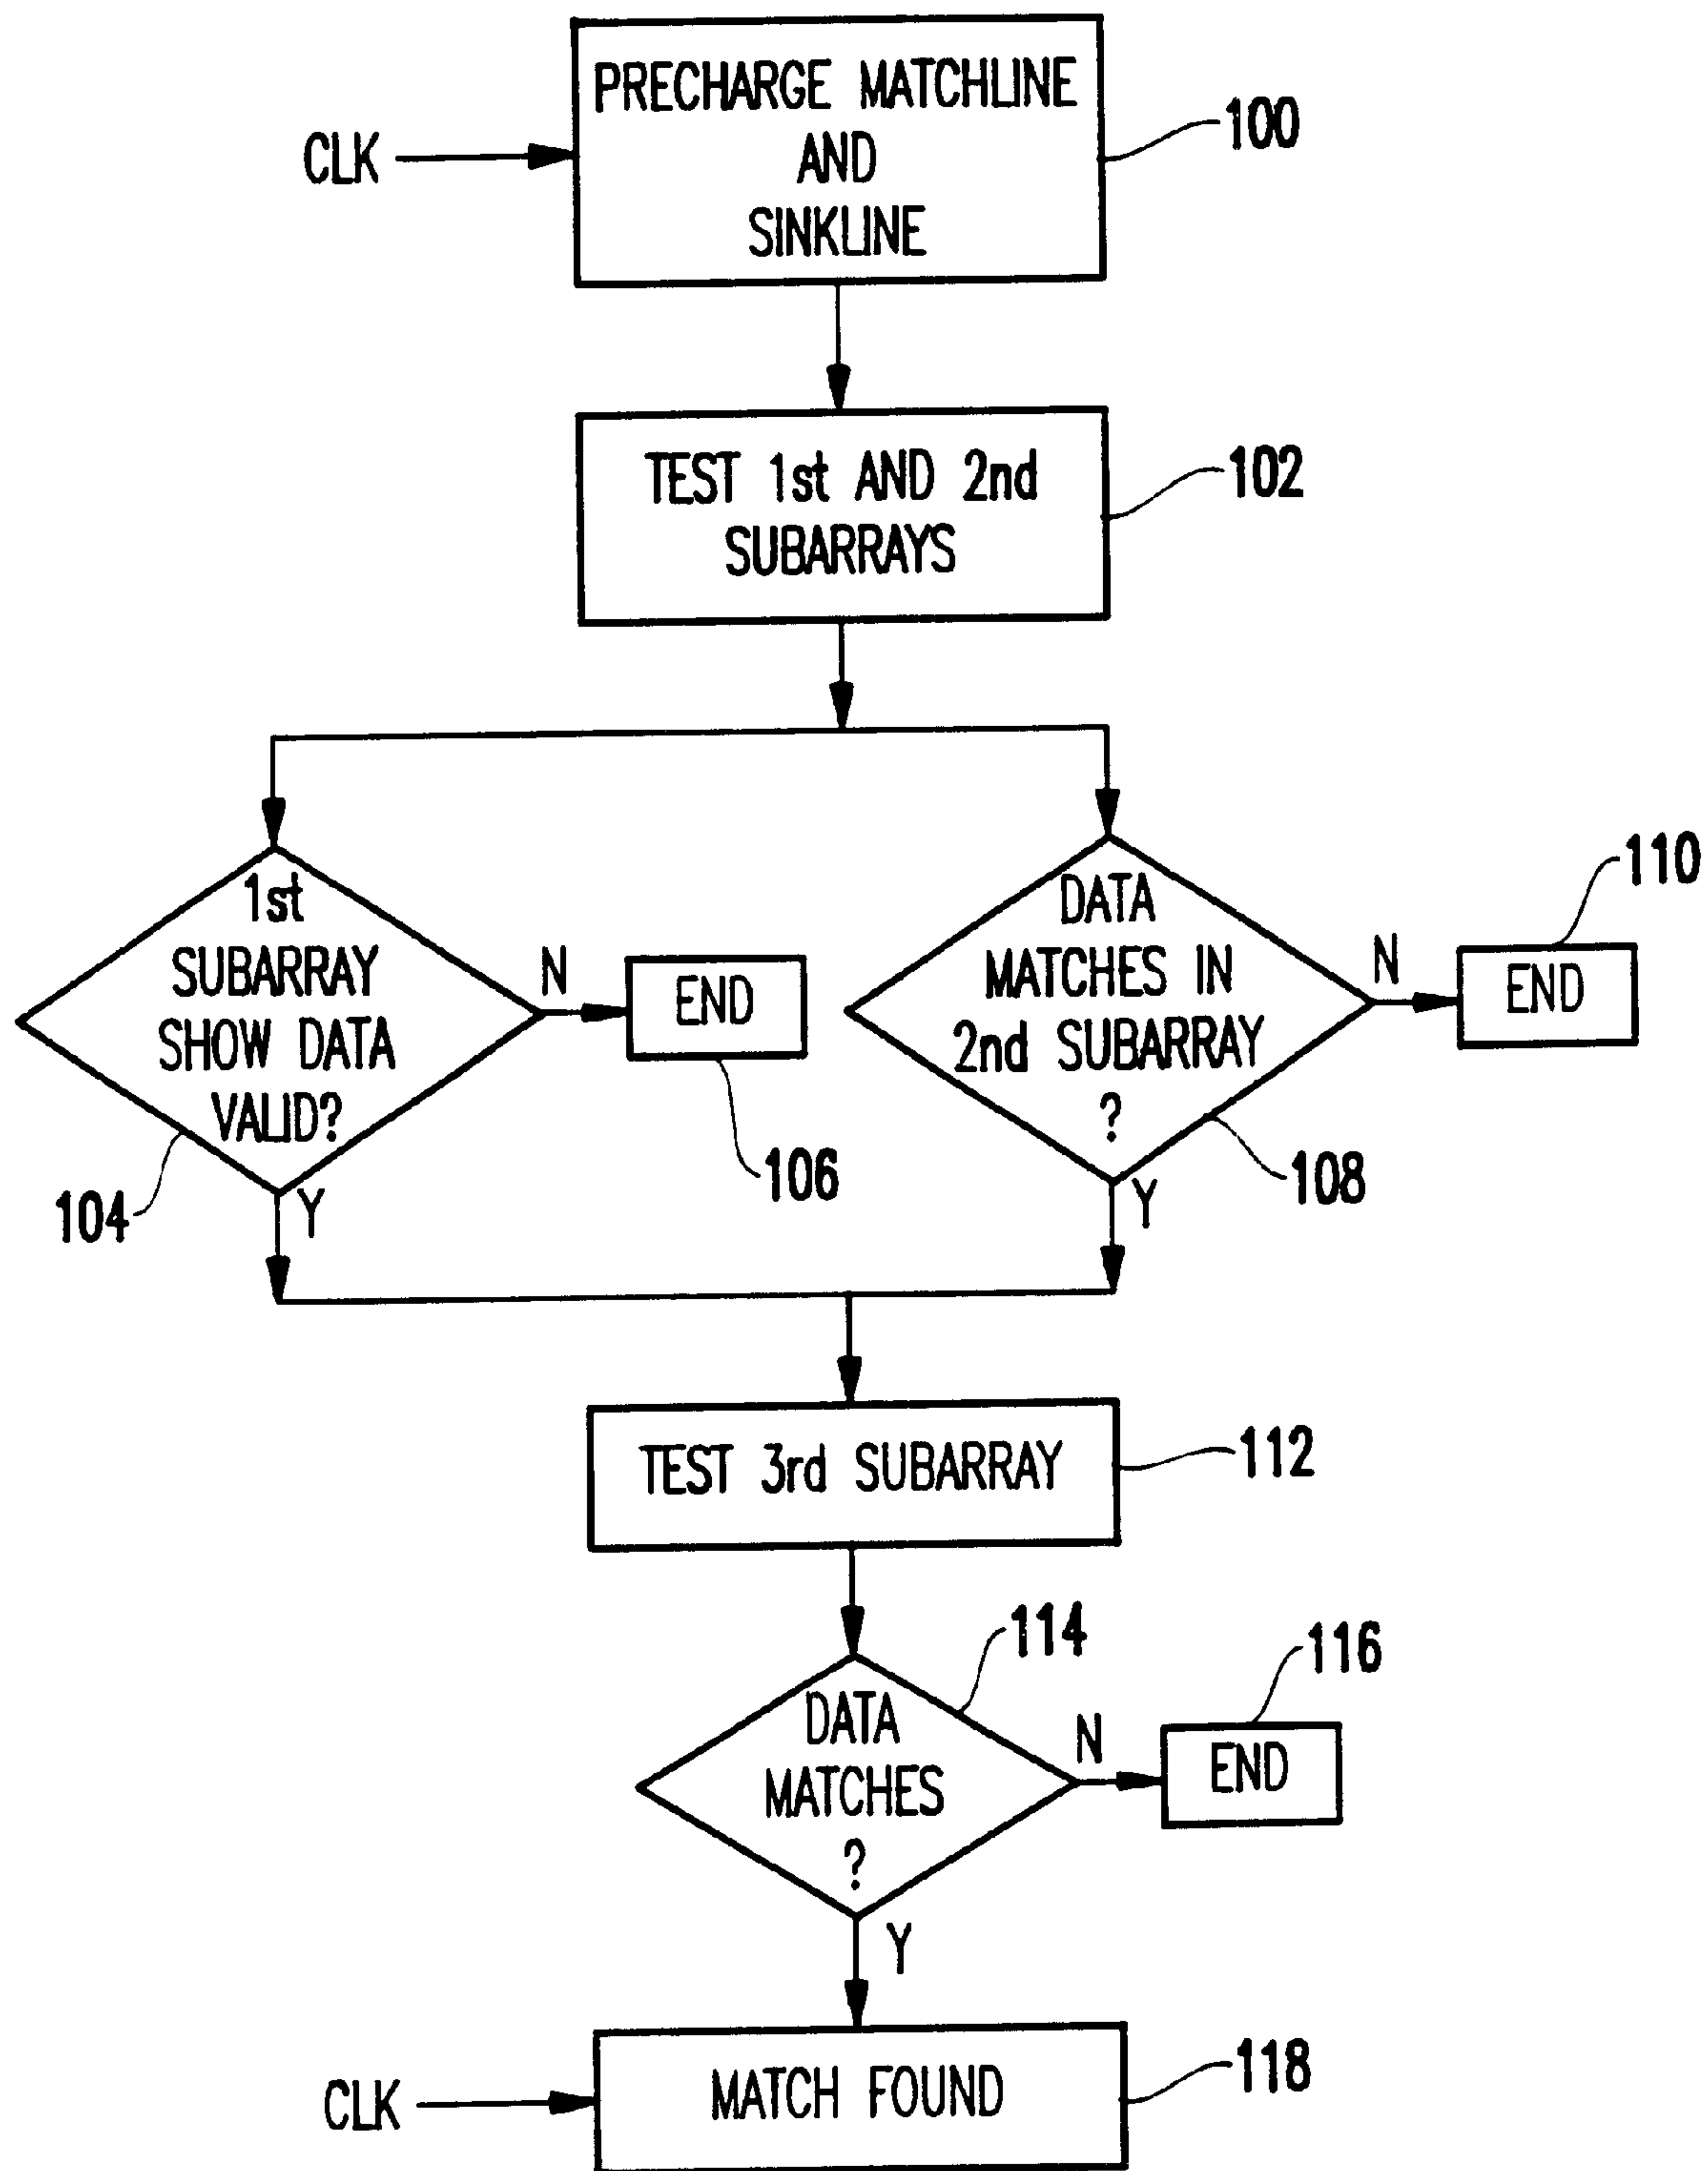 PRECHARGE MATCHLINE
AND
SINKLINE
100
CLK
TEST 1st AND 2nd
SUBARRAYS
102
1st
SUBARRAY
SHOW DATA
VALID?
104
N
END
106
Y
DATA
MATCHES IN
2nd SUBARRAY
?
108
N
END
110
Y
TEST 3rd SUBARRAY
112
DATA
MATCHES
?
114
N
END
116
Y
CLK
MATCH FOUND
118